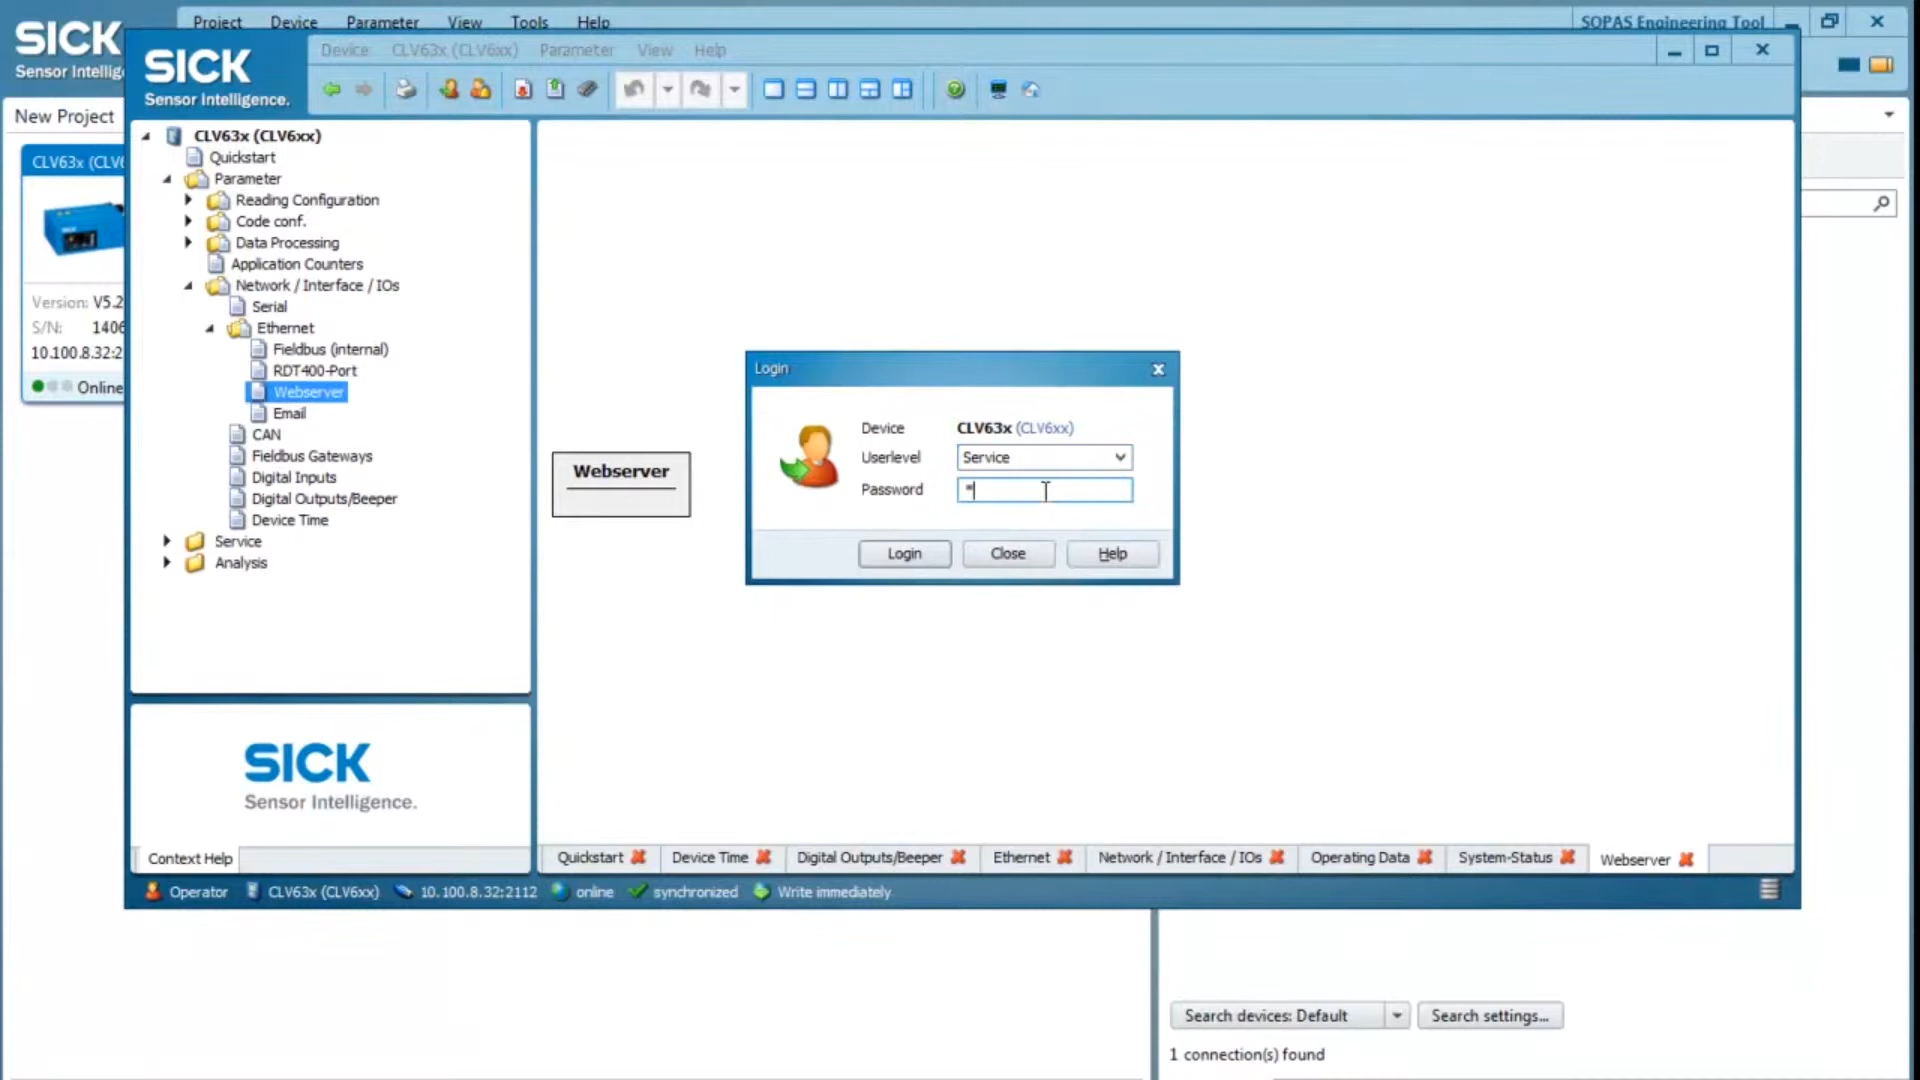 SICK
Sensor Intellig
Project Device Parameter View Tools Help
SOPAS Engineering Tool
SICK
Sensor Intelligence.
Device CLV63x (CLV6xx) Parameter View Help
New Project
CLV63x (CLV6
Version: V5.2
S/N: 1406
10.100.8.32:2
Online
CLV63x (CLV6xx)
Quickstart
Parameter
Reading Configuration
Code conf.
Data Processing
Application Counters
Network / Interface / IOs
Serial
Ethernet
Fieldbus (internal)
RDT400-Port
Webserver
Email
CAN
Fieldbus Gateways
Digital Inputs
Digital Outputs/Beeper
Device Time
Service
Analysis
Webserver
Login
Device CLV63x (CLV6xx)
Userlevel Service
Password *
Login Close Help
SICK
Sensor Intelligence.
Context Help
Quickstart Device Time Digital Outputs/Beeper Ethernet Network / Interface / IOs Operating Data System-Status Webserver
Operator CLV63x (CLV6xx) 10.100.8.32:2112 online synchronized Write immediately
Search devices: Default Search settings...
1 connection(s) found